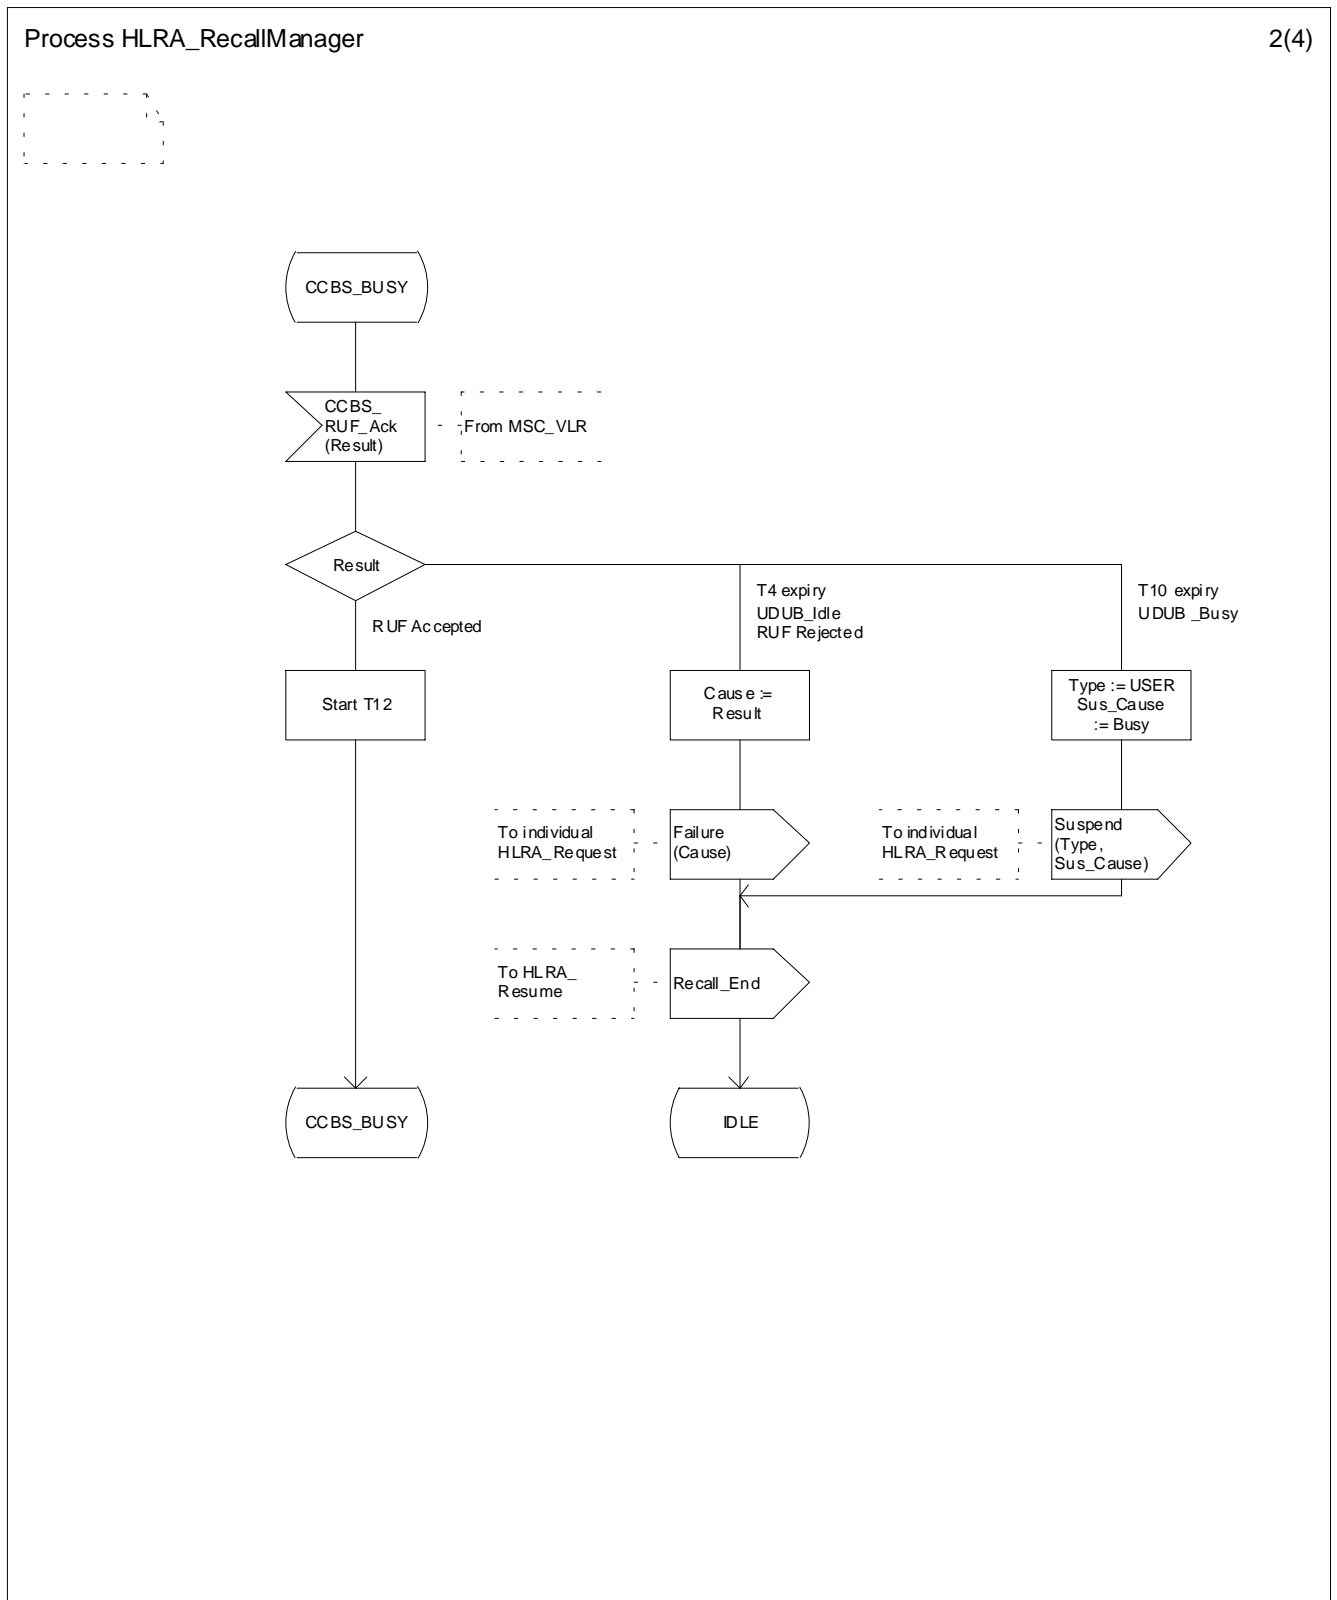 Process HLRA_RecallManager
2(4)
CCBS_BUSY
CCBS_
RUF_Ack
(Result)
From MSC_VLR
Result
RUF Accepted
T4 expiry
UDUB_Idle
RUF Rejected
T10 expiry
UDUB_Busy
Start T12
Cause :=
Result
Type := USER
Sus_Cause
:= Busy
To individual
HLRA_Request
Failure
(Cause)
To individual
HLRA_Request
Suspend
(Type,
Sus_Cause)
To HLRA_
Resume
Recall_End
CCBS_BUSY
IDLE